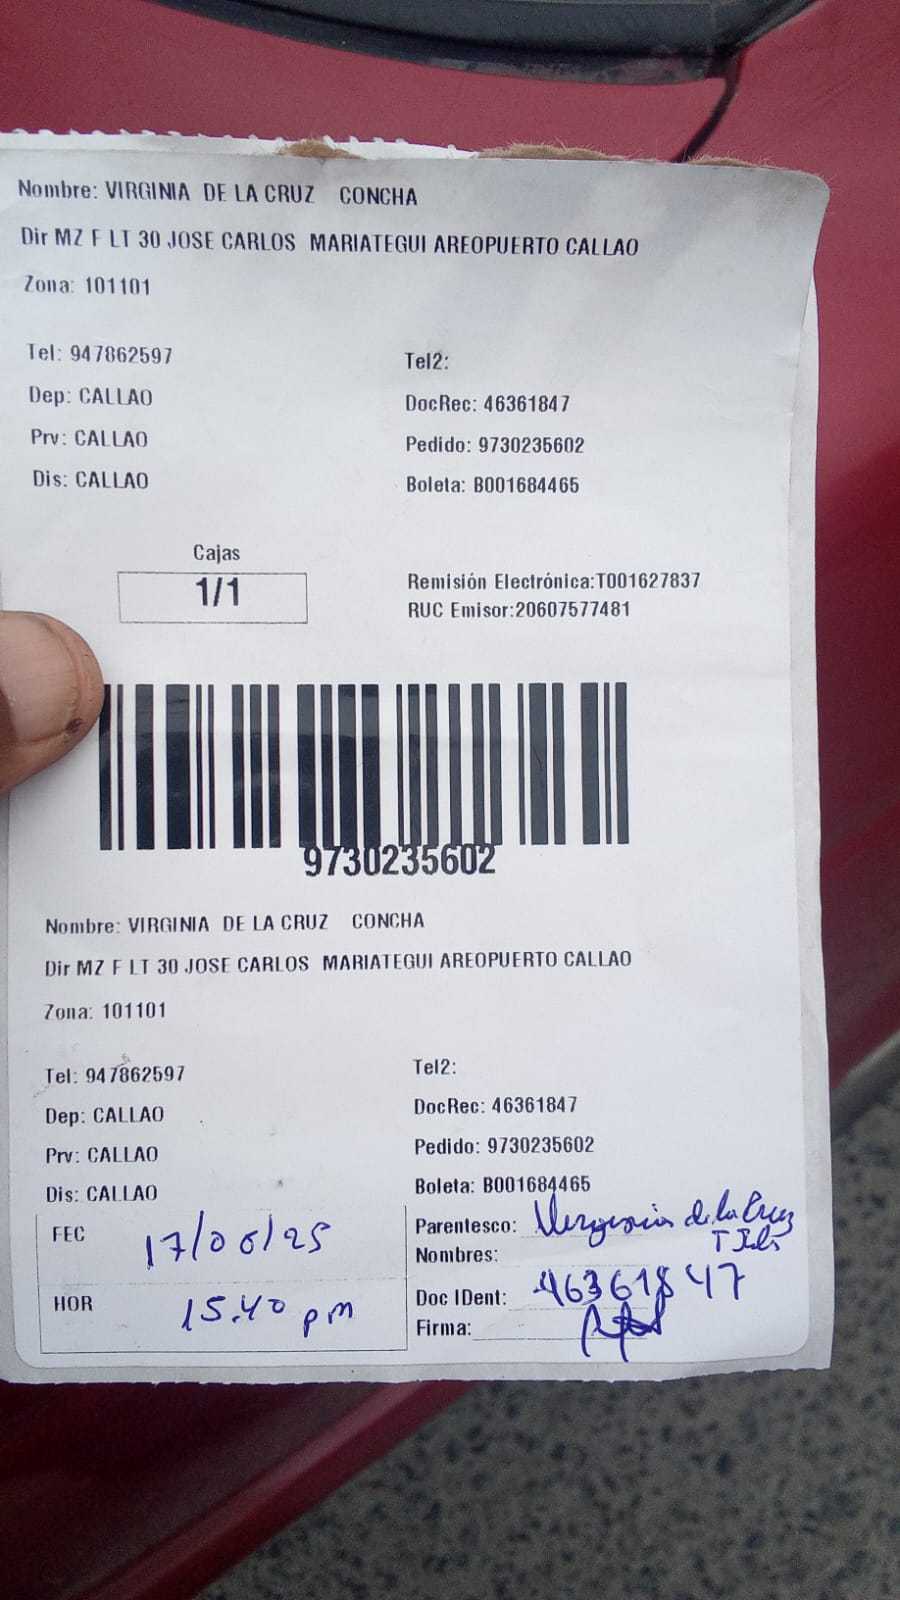 Nombre: VIRGINIA DE LA CRUZ CONCHA
Dir MZ F LT 30 JOSE CARLOS MARIATEGUI AREOPUERTO CALLAO
Zona: 101101
Tel: 947862597
Tel2:
Dep: CALLAO
DocRec: 46361847
Prv: CALLAO
Pedido: 9730235602
Dis: CALLAO
Boleta: B001684465
Cajas
1/1
Remisión Electrónica:T001627837
RUC Emisor:20607577481
9730235602
Nombre: VIRGINIA DE LA CRUZ CONCHA
Dir MZ F LT 30 JOSE CARLOS MARIATEGUI AREOPUERTO CALLAO
Zona: 101101
Tel: 947862597
Tel2:
Dep: CALLAO
DocRec: 46361847
Prv: CALLAO
Pedido: 9730235602
Dis: CALLAO
Boleta: B001684465
FEC 17/06/25
Parentesco: Virginia de la Cruz
Nombres:
HOR 15.40 pm
Doc IDent: 46361847
Firma: